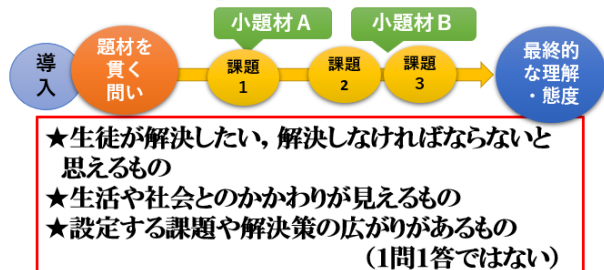 小題材A
小題材B
導
入
題材を
貫く
問い
課題
1
課題
2
課題
3
最終的
な理解
・態度
★生徒が解決したい,解決しなければならないと
思えるもの
★生活や社会とのかかわりが見えるもの
★設定する課題や解決策の広がりがあるもの
(1問1答ではない)